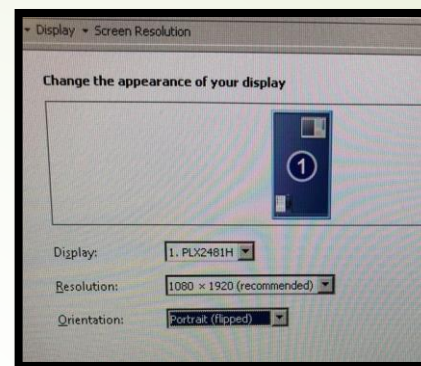 Display Screen Resolution
Change the appearance of your display
1
Display: 1. PLX2481H
Resolution: 1080 × 1920 (recommended)
Orientation: Portrait (flipped)